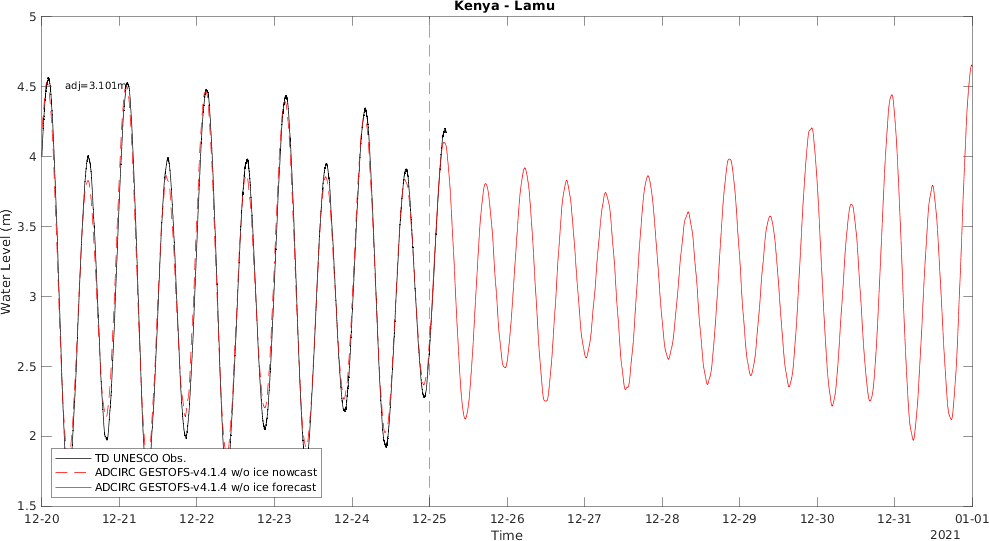 Kenya - Lamu
5
4.5
4
3.5
3
2.5
2
1.5
Water Level (m)
adj=3.101m
TD UNESCO Obs.
ADCIRC GESTOFS-v4.1.4 w/o ice nowcast
ADCIRC GESTOFS-v4.1.4 w/o ice forecast
12-20 12-21 12-22 12-23 12-24 12-25 12-26 12-27 12-28 12-29 12-30 12-31 01-01
Time
2021